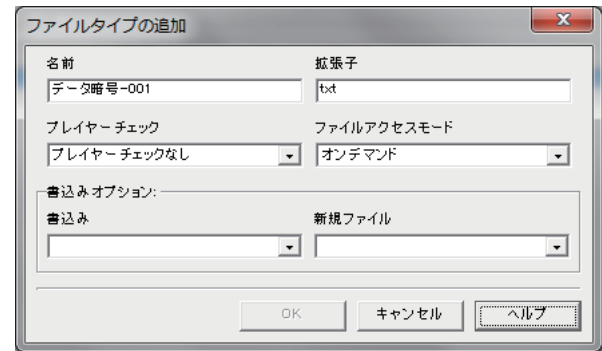 ファイルタイプの追加
名前 拡張子
データ暗号-001 txt
プレイヤーチェック ファイルアクセスモード
プレイヤーチェックなし オンデマンド
書込みオプション:
書込み 新規ファイル
OK キャンセル ヘルプ